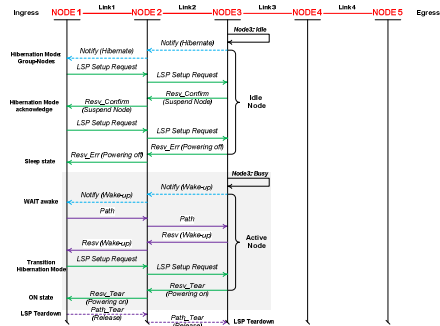 Ingress NODE 1 Link1 NODE 2 Link2 NODE3 Link3 NODE4 Link4 NODE 5 Egress
Node3: Idle
Notify (Hibernate)
Hibernation Mode:
Group-Nodes
Notify (Hibernate)
LSP Setup Request
LSP Setup Request
Idle
Node
Resv_Confirm
(Suspend Node)
Hibernation Mode
acknowledge
Resv_Confirm
(Suspend Node)
LSP Setup Request
LSP Setup Request
Resv_Err (Powering off)
Sleep state
Resv_Err (Powering off)
Node3: Busy
Notify (Wake-up)
WAIT awake
Notify (Wake-up)
Path
Path
Active
Node
Resv (Wake-up)
Resv (Wake-up)
Transition
Hibernation Mode
LSP Setup Request
LSP Setup Request
Resv_Tear
(Powering on)
ON state
Resv_Tear
(Powering on)
LSP Teardown
Path_Tear
(Release)
Path_Tear
(Release)
LSP Teardown